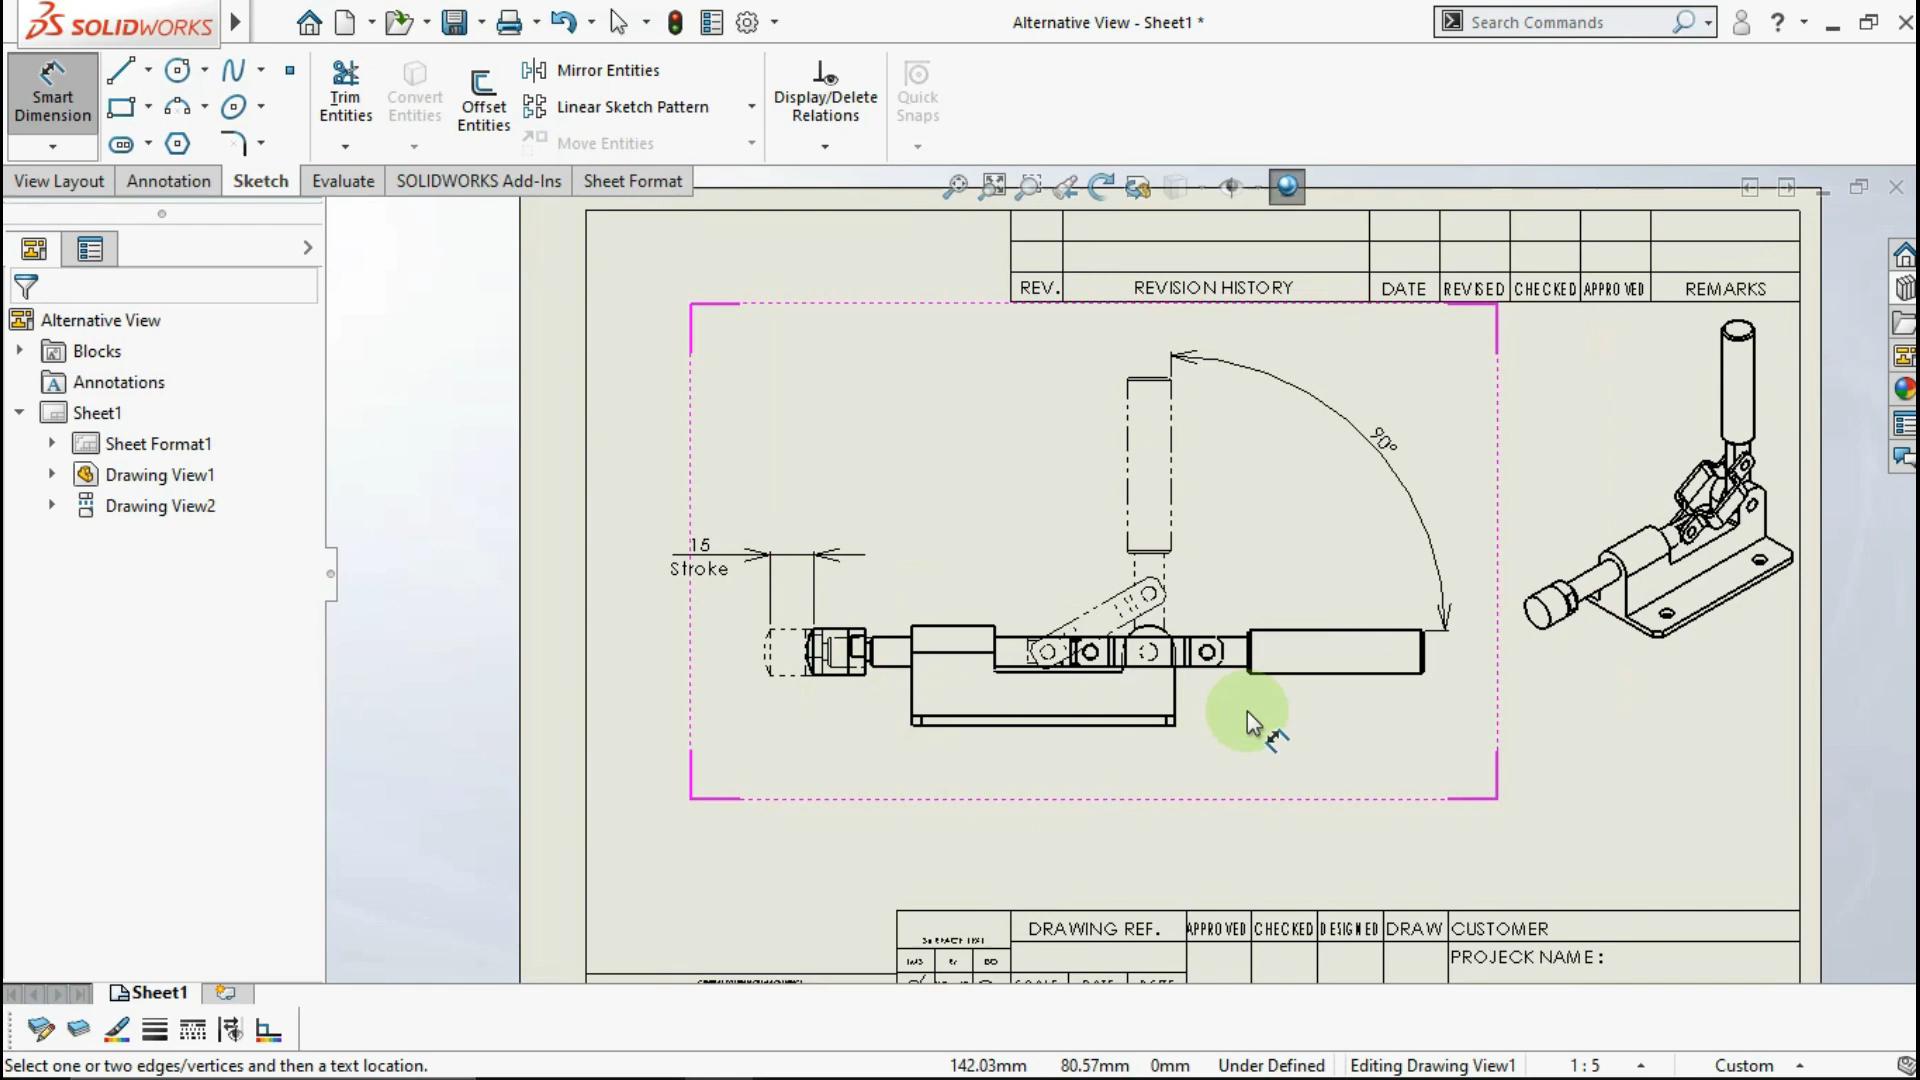 SOLIDWORKS
Alternative View - Sheet1 *
Search Commands
?
Smart
Dimension
Trim
Entities
Convert
Entities
Offset
Entities
Mirror Entities
Linear Sketch Pattern
Move Entities
Display/Delete
Relations
Quick
Snaps
View Layout
Annotation
Sketch
Evaluate
SOLIDWORKS Add-Ins
Sheet Format
Alternative View
Blocks
Annotations
Sheet1
Sheet Format1
Drawing View1
Drawing View2
REV.
REVISION HISTORY
DATE
REVISED
CHECKED
APPROVED
REMARKS
90°
15
Stroke
DRAWING REF.
APPROVED
CHECKED
DESIGNED
DRAW
CUSTOMER
PROJECK NAME :
Sheet1
Select one or two edges/vertices and then a text location.
142.03mm
80.57mm
0mm
Under Defined
Editing Drawing View1
1 : 5
Custom